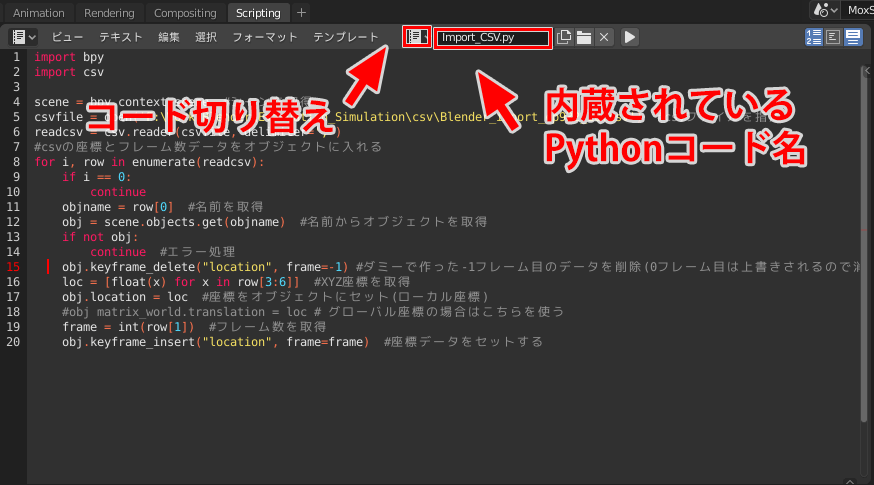 Animation Rendering Compositing Scripting +
MoxS
ビュー テキスト 編集 選択 フォーマット テンプレート Import_CSV.py
コード切り替え
内蔵されている
Pythonコード名
1 import bpy
2 import csv
3
4 scene = bpy.context
5 csvfile = Simulation\csv\Blender_import
6 readcsv = csv.reader(
7 #csvの座標とフレーム数データをオブジェクトに入れる
8 for i, row in enumerate(readcsv):
9 if i == 0:
10 continue
11 objname = row[0] #名前を取得
12 obj = scene.objects.get(objname) #名前からオブジェクトを取得
13 if not obj:
14 continue #エラー処理
15 obj.keyframe_delete("location", frame=-1) #ダミーで作った-1フレーム目のデータを削除(0フレーム目は上書きされるので
16 loc = [float(x) for x in row[3:6]] #XYZ座標を取得
17 obj.location = loc #座標をオブジェクトにセット(ローカル座標)
18 #obj matrix_world.translation = loc # グローバル座標の場合はこちらを使う
19 frame = int(row[1]) #フレーム数を取得
20 obj.keyframe_insert("location", frame=frame) #座標データをセットする